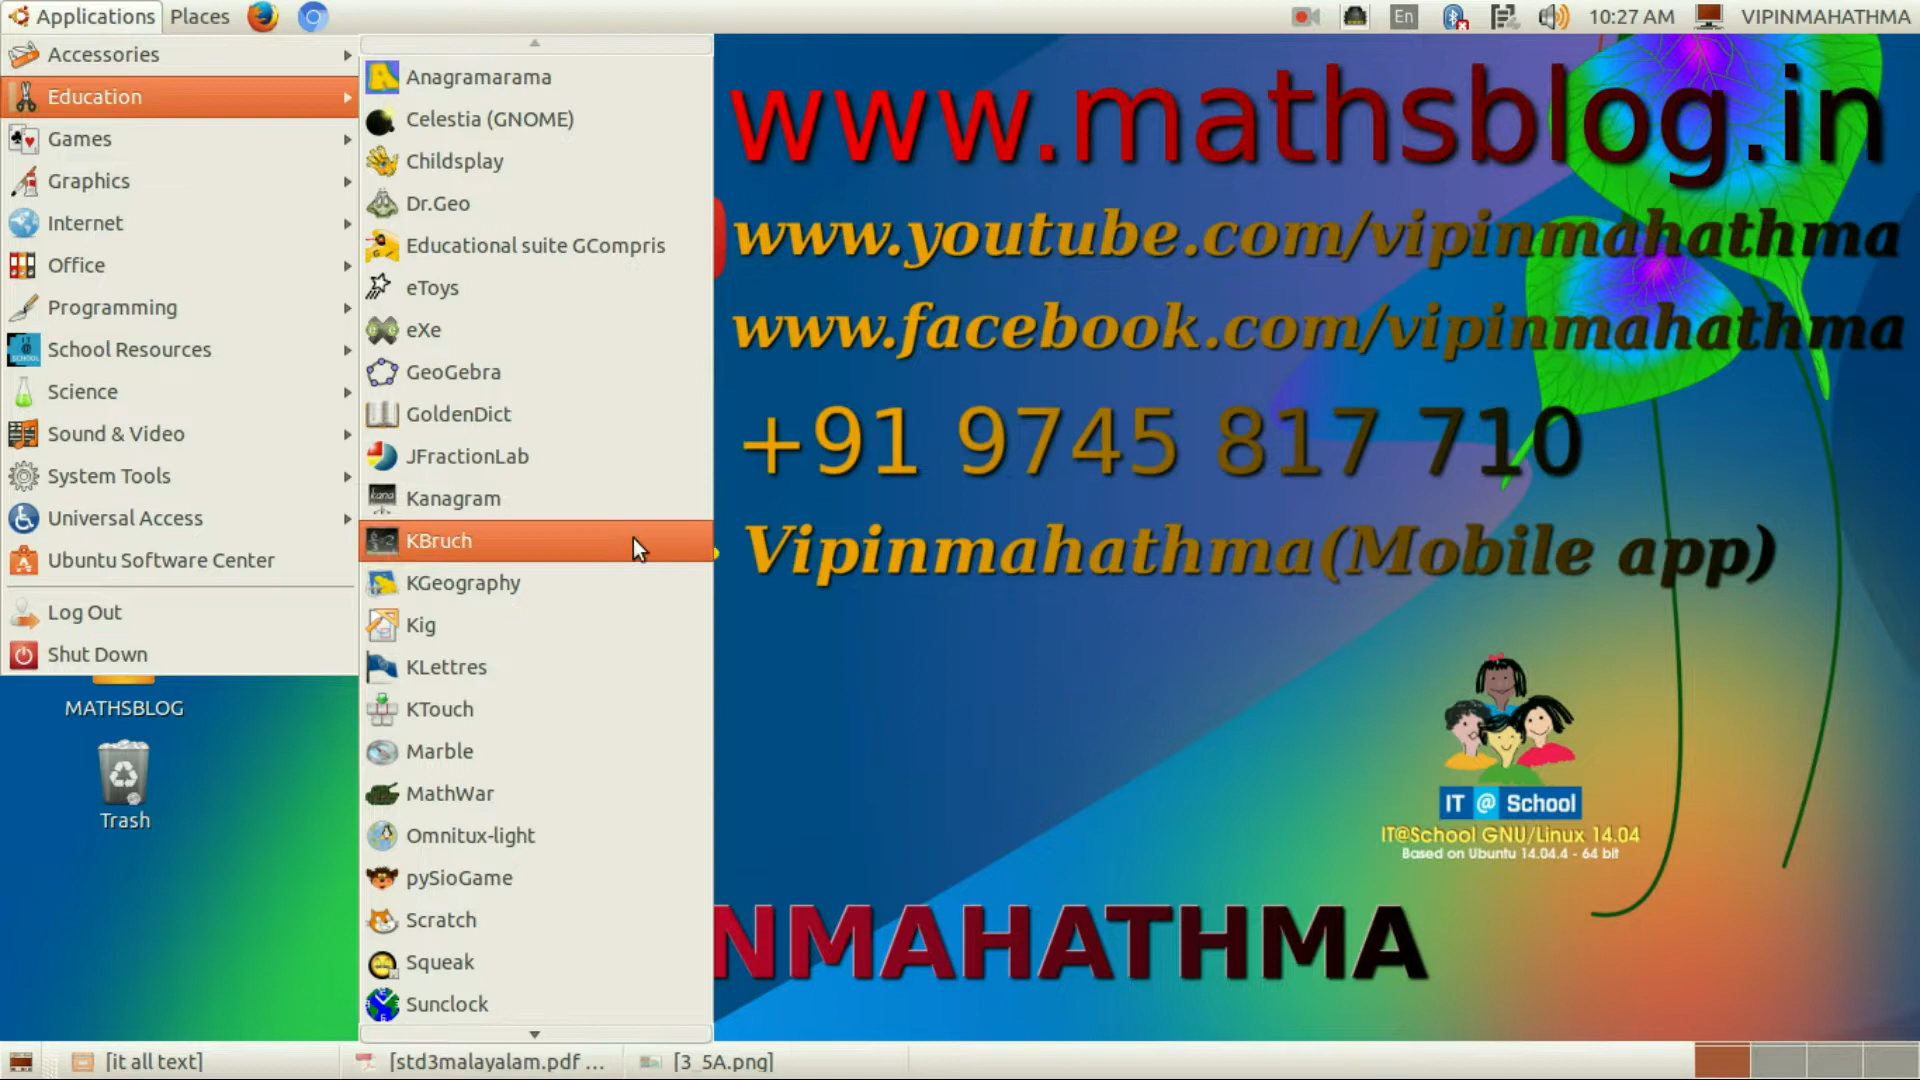 Applications Places En 10:27 AM VIPINMAHATHMA
Accessories
Education
Games
Graphics
Internet
Office
Programming
School Resources
Science
Sound & Video
System Tools
Universal Access
Ubuntu Software Center
Log Out
Shut Down
Anagramarama
Celestia (GNOME)
Childsplay
Dr.Geo
Educational suite GCompris
eToys
eXe
GeoGebra
GoldenDict
JFractionLab
Kanagram
KBruch
KGeography
Kig
KLettres
KTouch
Marble
MathWar
Omnitux-light
pySioGame
Scratch
Squeak
Sunclock
www.mathsblog.in
www.youtube.com/vipinmahathma
www.facebook.com/vipinmahathma
+91 9745 817 710
Vipinmahathma(Mobile app)
IT @ School
IT@School GNU/Linux 14.04
Based on Ubuntu 14.04.4 - 64 bit
NMAHATHMA
MATHSBLOG
Trash
[it all text] [std3malayalam.pdf ... [3_5A.png]